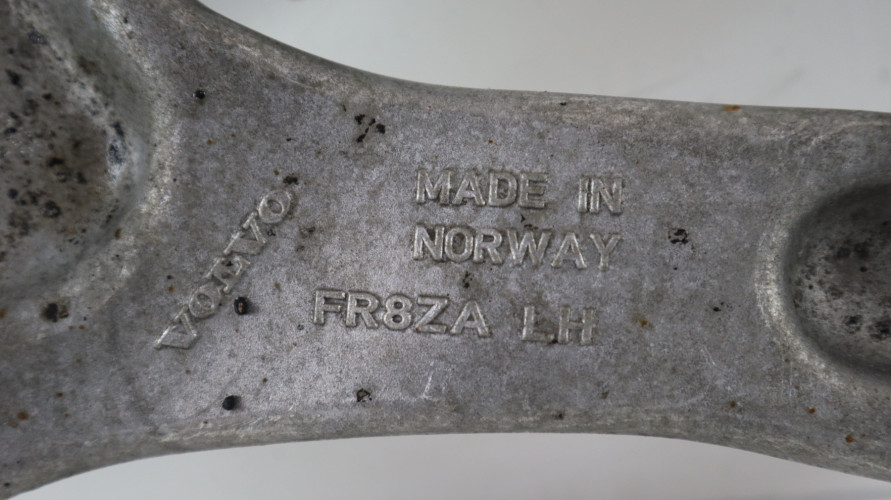 VOLVO
MADE IN
NORWAY
FR8ZA LH